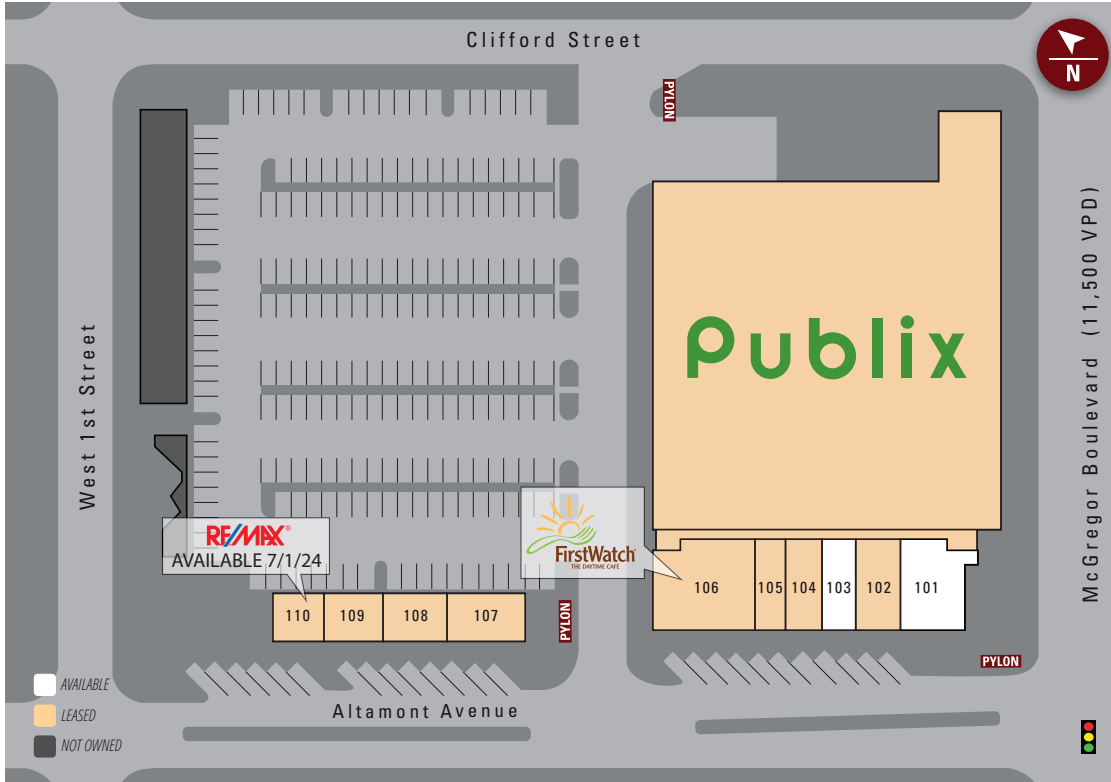 Clifford Street
PYLON
N
Publix
West 1st Street
McGregor Boulevard (11,500 VPD)
RE/MAX®
AVAILABLE 7/1/24
FirstWatch
THE DAYTIME CAFÉ
106
105
104
103
102
101
110
109
108
107
PYLON
PYLON
AVAILABLE
LEASED
NOT OWNED
Altamont Avenue